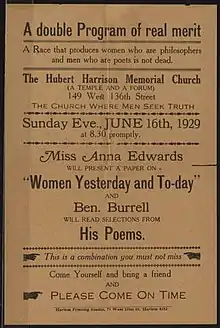 A double Program of real merit
A Race that produces women who are philosophers
and men who are poets is not dead.
The Hubert Harrison Memorial Church
(A TEMPLE AND A FORUM)
149 West 136th Street
THE CHURCH WHERE MEN SEEK TRUTH
Sunday Eve., JUNE 16th, 1929
at 8.30 promptly.
Miss Anna Edwards
WILL PRESENT A PAPER ON -
"Women Yesterday and To-day"
AND
Ben. Burrell
WILL READ SELECTIONS FROM
His Poems.
This is a combination you must not miss
Come Yourself and being a friend
AND
PLEASE COME ON TIME